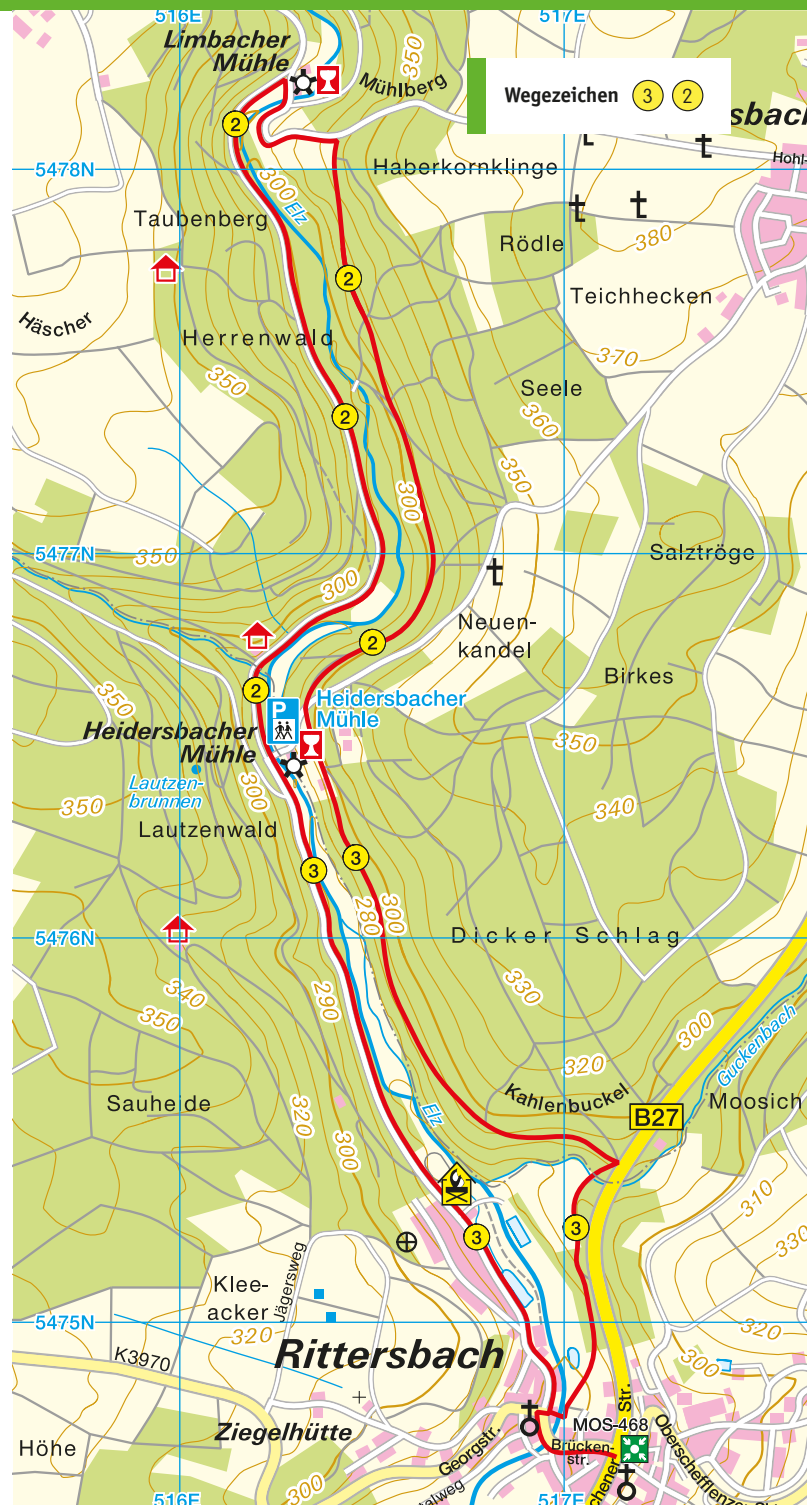 516E
517E
Limbacher
Mühle
350
Mühlberg
Wegezeichen 3 2
sbach
2
Hohl-
5478N
Haberkornklinge
300
Elz
Taubenberg
380
Rödle
2
Teichhecken
Häscher
Herrenwald
370
350
Seele
2
360
350
300
5477N
350
Salztröge
300
Neuen-
kandel
2
Birkes
2
350
P
Heidersbacher
Mühle
350
Heidersbacher
Mühle
300
Lautzen-
brunnen
350
340
Lautzenwald
3
3
280
300
5476N
Dicker Schlag
340
290
330
350
300
Guckenbach
320
Sauheide
Kahlenbuckel
B27
Moosich
320
Elz
300
310
3
3
330
Klee-
acker
Jägersweg
5475N
320
320
K3970
Rittersbach
300
Str.
Ziegelhütte
MOS-468
Höhe
Georgstr.
Brücken-
str.
Oberschefflenzer
300
516E
517E